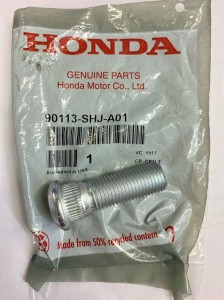 HONDA
GENUINE PARTS
Honda Motor Co., Ltd.
90113-SHJ-A01
1
Made from 50% recycled content